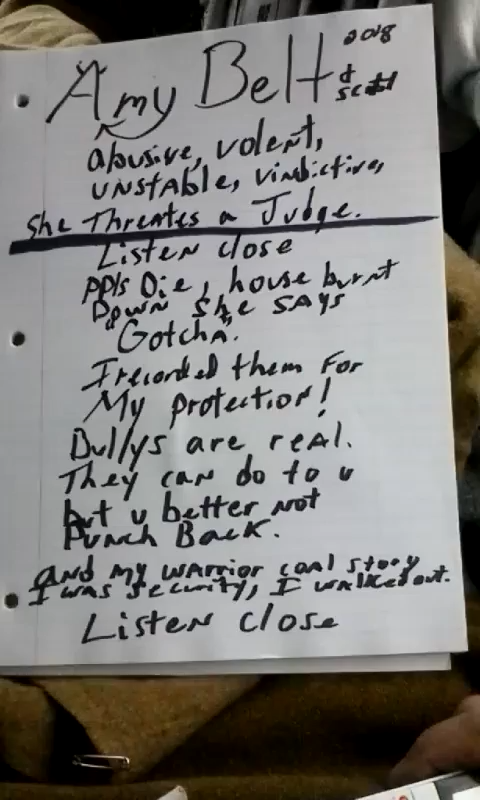 2018
Amy Belt
& scott
abusive, volent,
unstable, vindictive,
she Threates a Judge.
Listen close
ppls Die, house burnt
Down she says
"Gotcha".
I recorded them for
My protection!
Bullys are real.
They can do to u
but u better not
Punch Back.
and my warrior coal story
I was security, I walked out.
Listen close